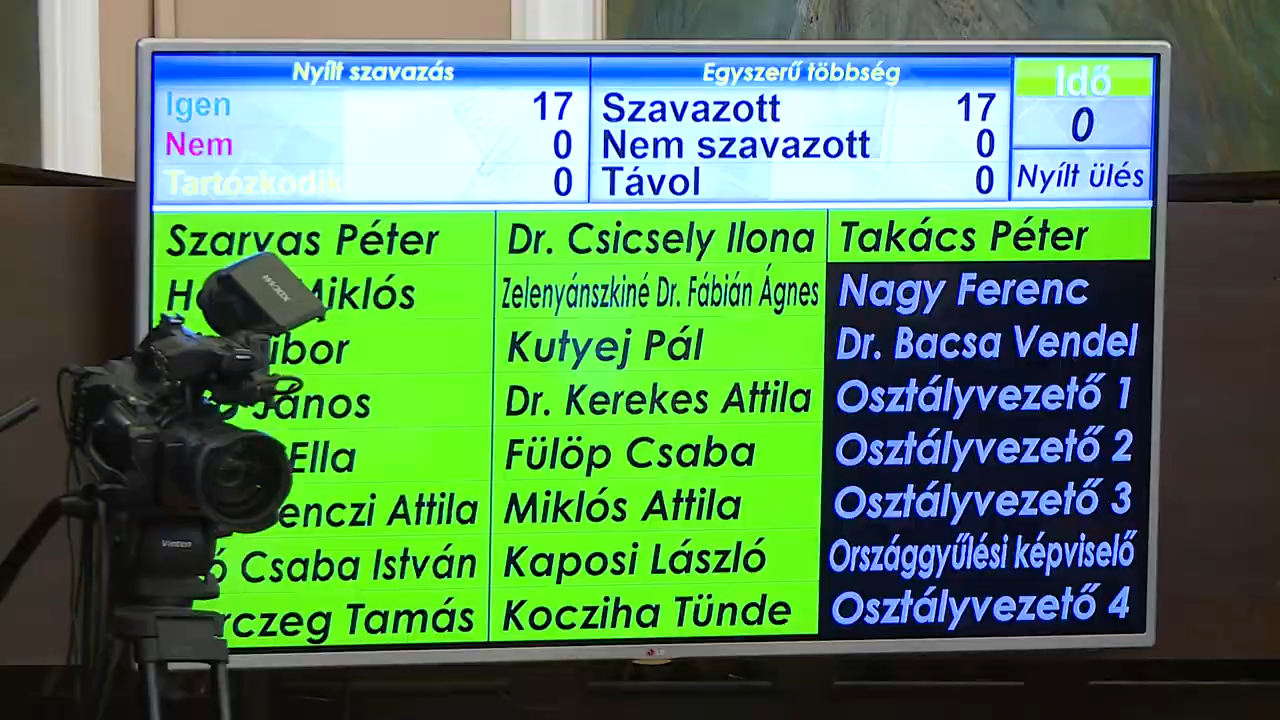 Nyílt szavazás
Igen 17
Nem 0
Tartózkodik 0
Egyszerű többség
Szavazott 17
Nem szavazott 0
Távol 0
Idő
0
Nyílt ülés
Szarvas Péter
Miklós
János
Ella
Attila
Csaba István
Tamás
Dr. Csicsely Ilona
Zelenyánszkiné Dr. Fábián Ágnes
Kutyej Pál
Dr. Kerekes Attila
Fülöp Csaba
Miklós Attila
Kaposi László
Kocziha Tünde
Takács Péter
Nagy Ferenc
Dr. Bacsa Vendel
Osztályvezető 1
Osztályvezető 2
Osztályvezető 3
Országgyűlési képviselő
Osztályvezető 4
Vinten
LG